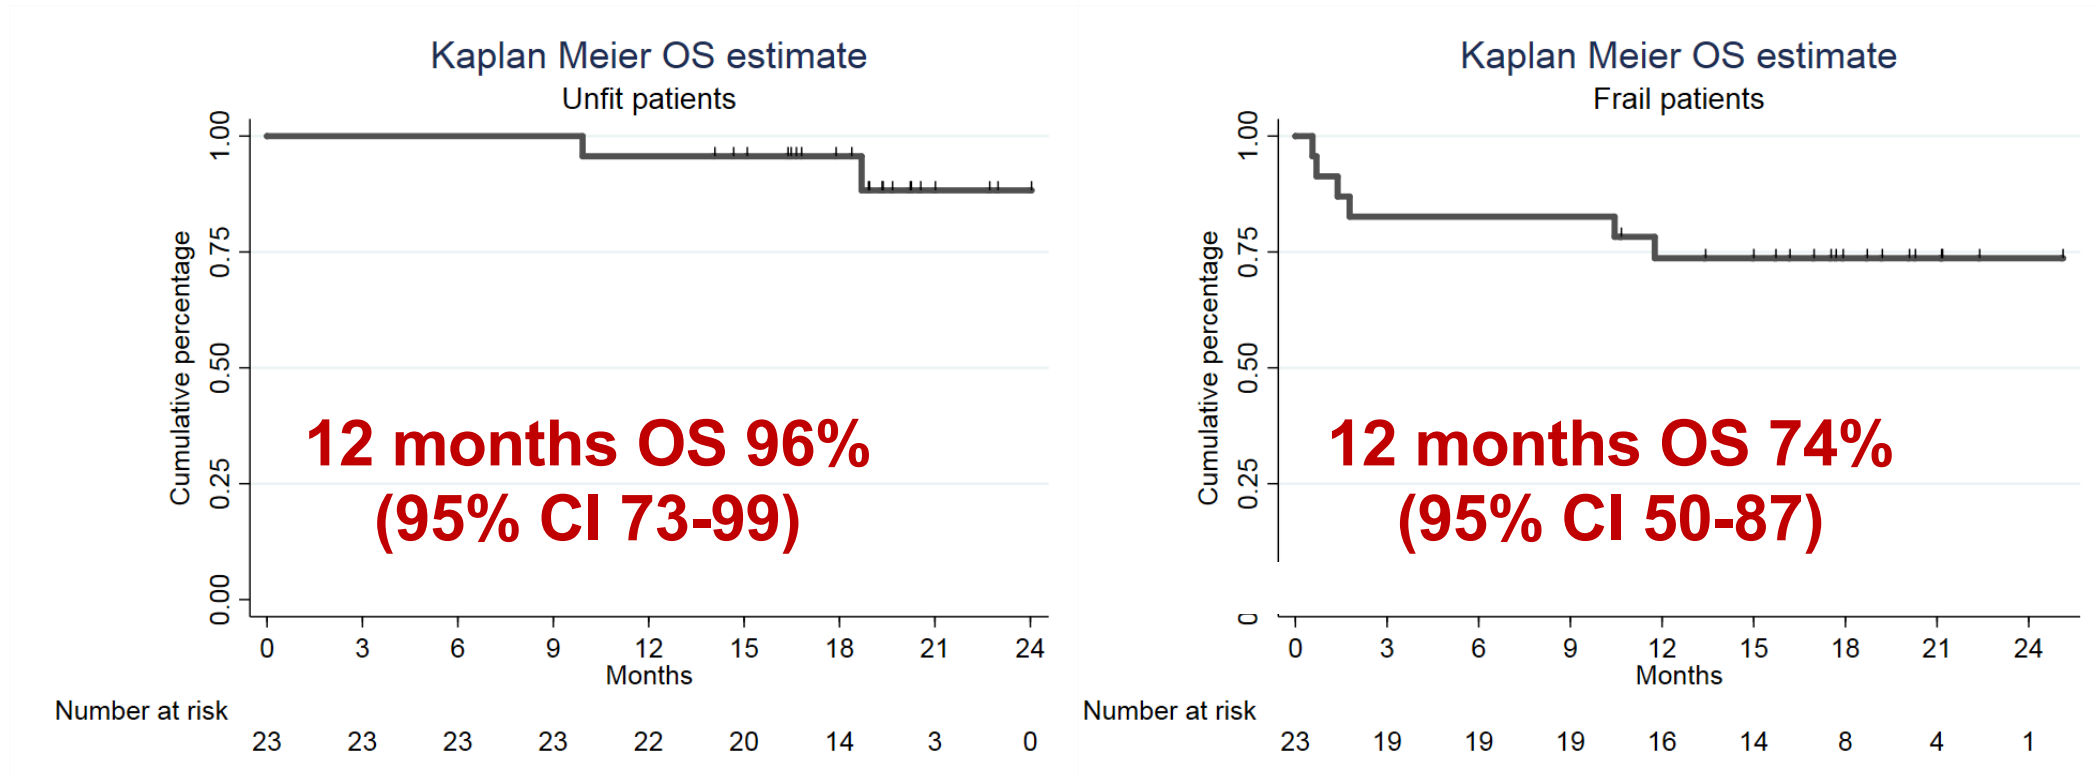 Kaplan Meier OS estimate
Unfit patients
Cumulative percentage
1.00
0.75
0.50
0.25
0.00
12 months OS 96%
(95% CI 73-99)
0 3 6 9 12 15 18 21 24
Months
Number at risk
23 23 23 23 22 20 14 3 0
Kaplan Meier OS estimate
Frail patients
Cumulative percentage
1.00
0.75
0.50
0.25
0
12 months OS 74%
(95% CI 50-87)
0 3 6 9 12 15 18 21 24
Months
Number at risk
23 19 19 19 16 14 8 4 1